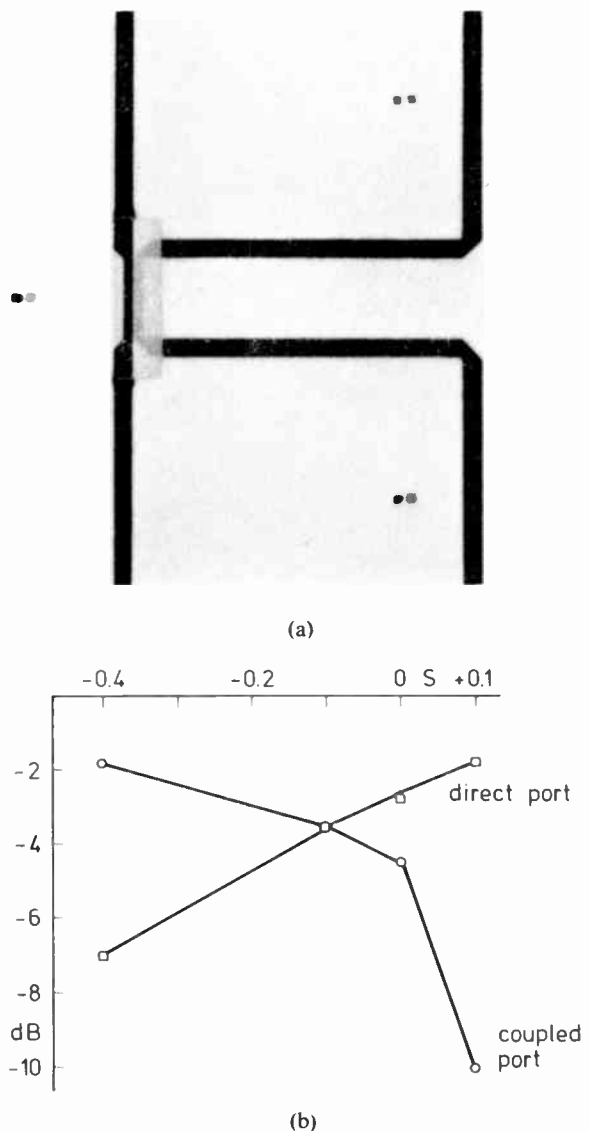 (a)
-0.4 -0.2 0 S +0.1
-2
direct port
-4
-6
-8
dB
coupled
port
-10
(b)